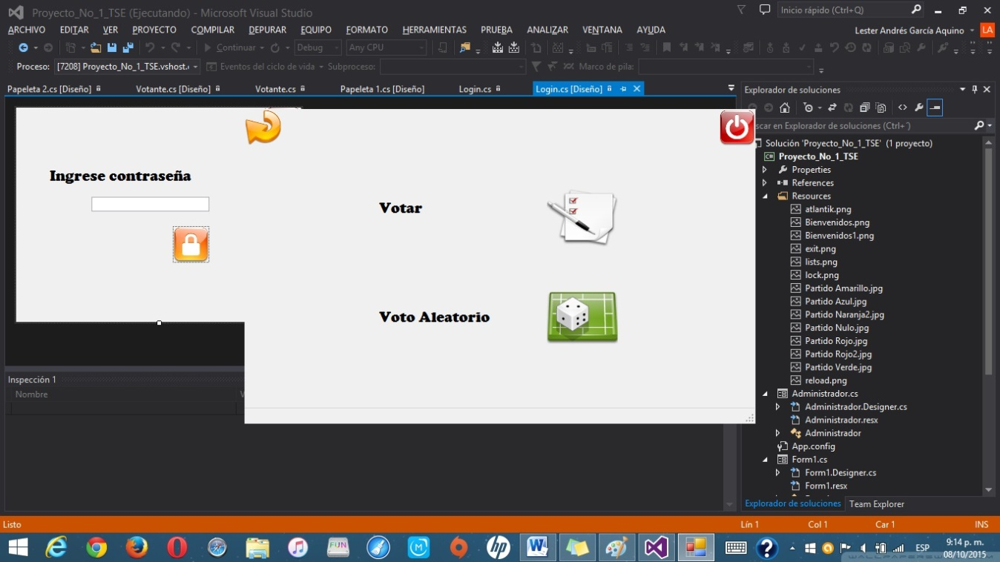 Proyecto_No_1_TSE (Ejecutando) - Microsoft Visual Studio
Inicio rápido (Ctrl+Q)
ARCHIVO EDITAR VER PROYECTO COMPILAR DEPURAR EQUIPO FORMATO HERRAMIENTAS PRUEBA ANALIZAR VENTANA AYUDA
Lester Andrés García Aquino LA
Continuar Debug Any CPU
Proceso: [7208] Proyecto_No_1_TSE.vshost. Eventos del ciclo de vida Subproceso: Marco de pila:
Papeleta 2.cs [Diseño] Votante.cs [Diseño] Votante.cs Papeleta 1.cs [Diseño] Login.cs Login.cs [Diseño]
Explorador de soluciones
scar en Explorador de soluciones (Ctrl+¨)
Solución 'Proyecto_No_1_TSE' (1 proyecto)
C# Proyecto_No_1_TSE
Properties
References
Resources
atlantik.png
Bienvenidos.png
Bienvenidos1.png
exit.png
lists.png
lock.png
Partido Amarillo.jpg
Partido Azul.jpg
Partido Naranja2.jpg
Partido Nulo.jpg
Partido Rojo.jpg
Partido Rojo2.jpg
Partido Verde.jpg
reload.png
Administrador.cs
Administrador.Designer.cs
Administrador.resx
Administrador
App.config
Form1.cs
Form1.Designer.cs
Form1.resx
Explorador de soluciones Team Explorer
Ingrese contraseña
Votar
Voto Aleatorio
Inspección 1
Nombre V
Listo
Lín 1 Col 1 Car 1 INS
FUN
hp
ESP
9:14 p. m.
08/10/2015